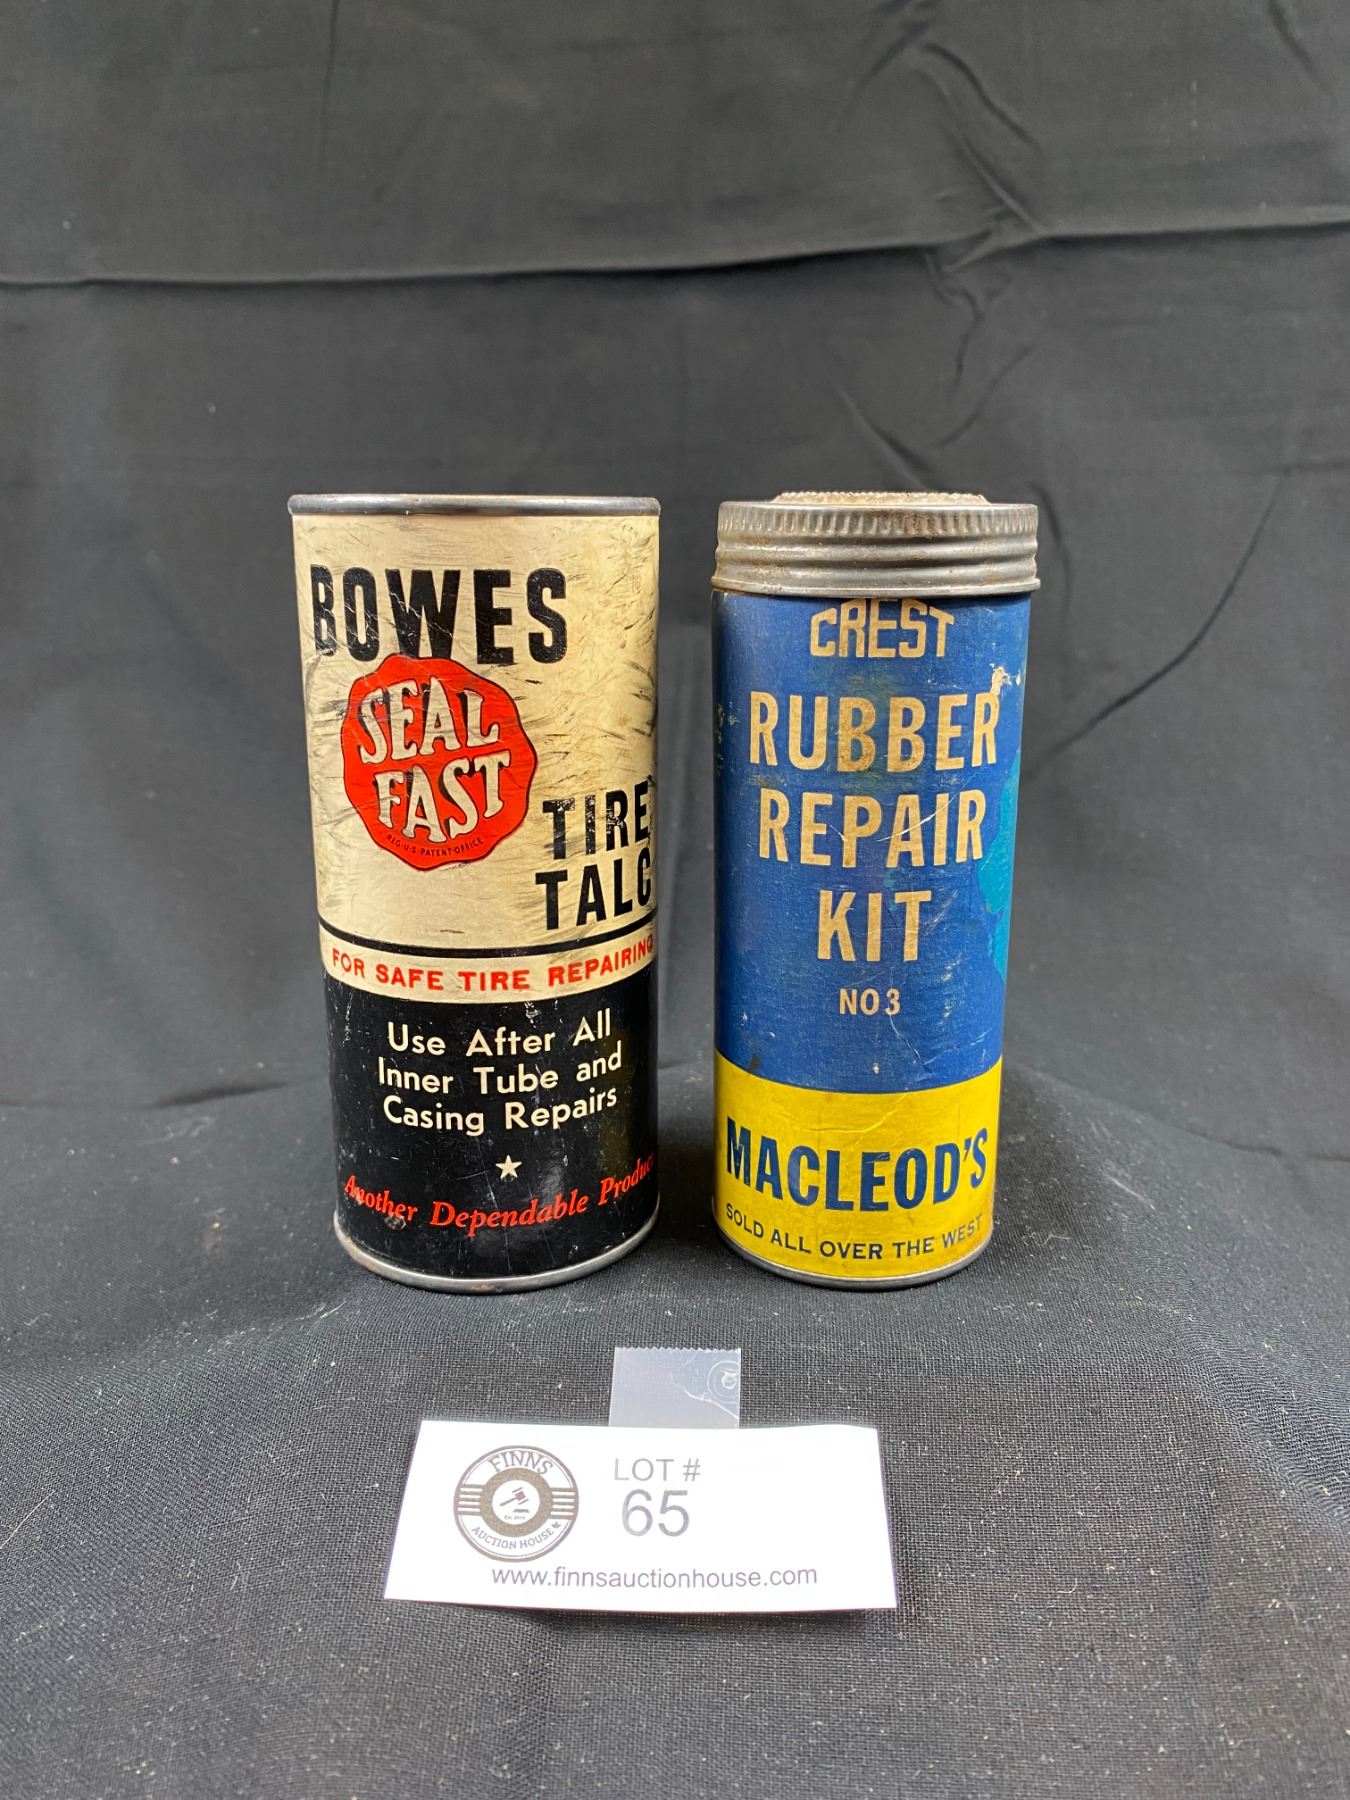 BOWES
SEAL
FAST
REG·U·S·PATENT·OFFICE
TIRE
TALC
FOR SAFE TIRE REPAIRING
Use After All
Inner Tube and
Casing Repairs
Another Dependable Produc
CREST
RUBBER
REPAIR
KIT
NO 3
MACLEOD'S
SOLD ALL OVER THE WEST
FINNS
AUCTION HOUSE
LOT #
65
www.finnsauctionhouse.com